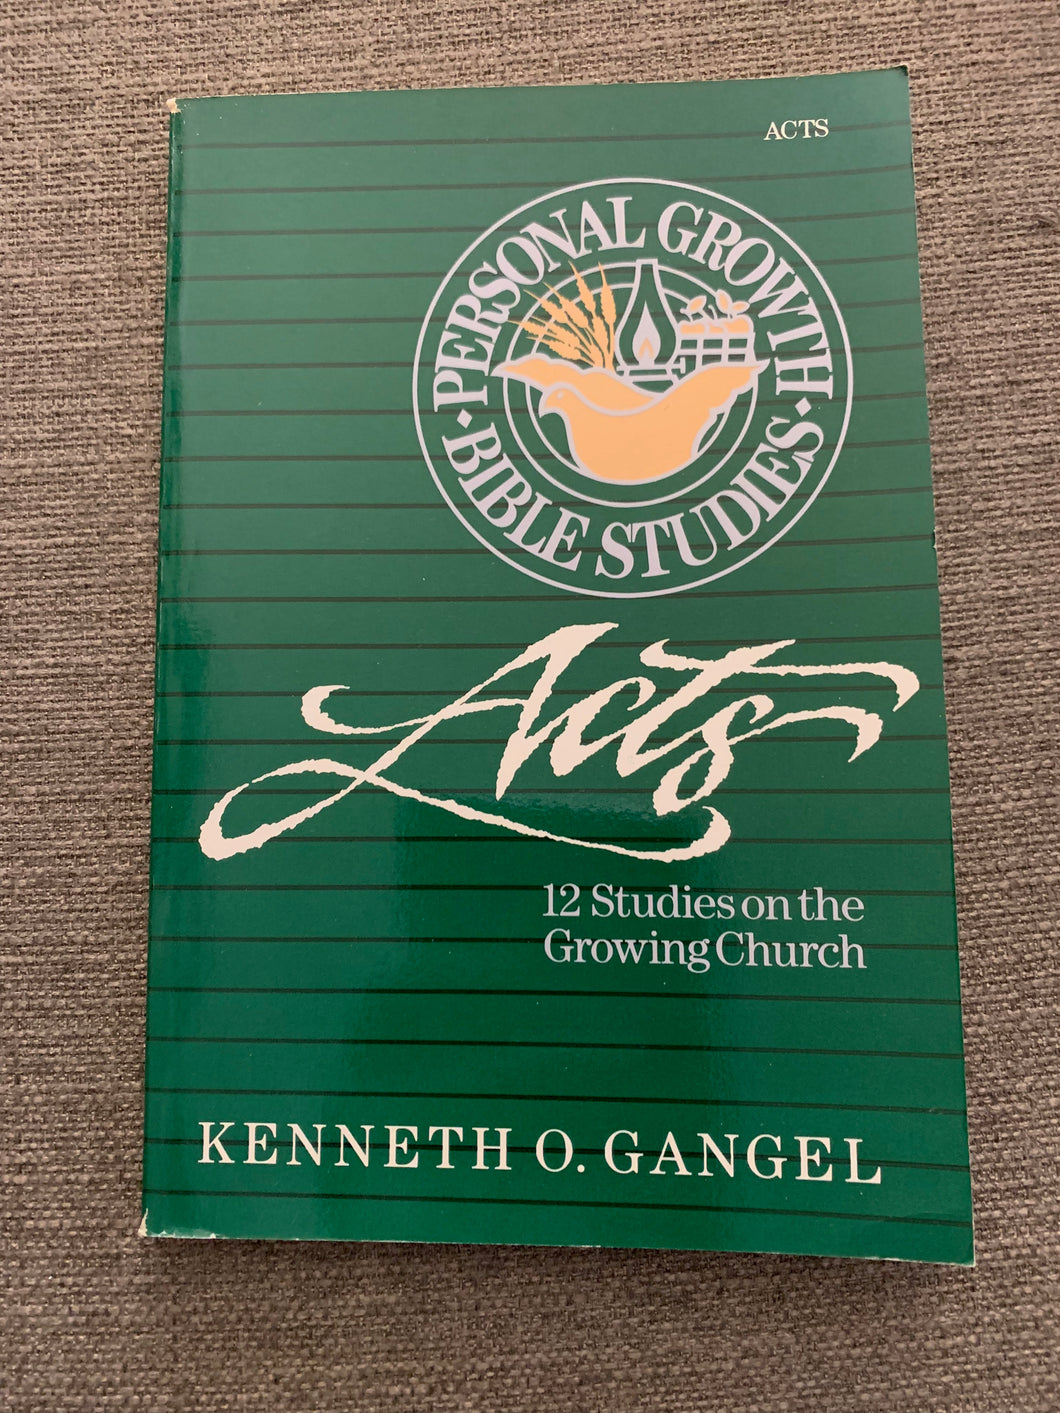 ACTS
PERSONAL GROWTH
· BIBLE STUDIES ·
Acts
12 Studies on the
Growing Church
KENNETH O. GANGEL